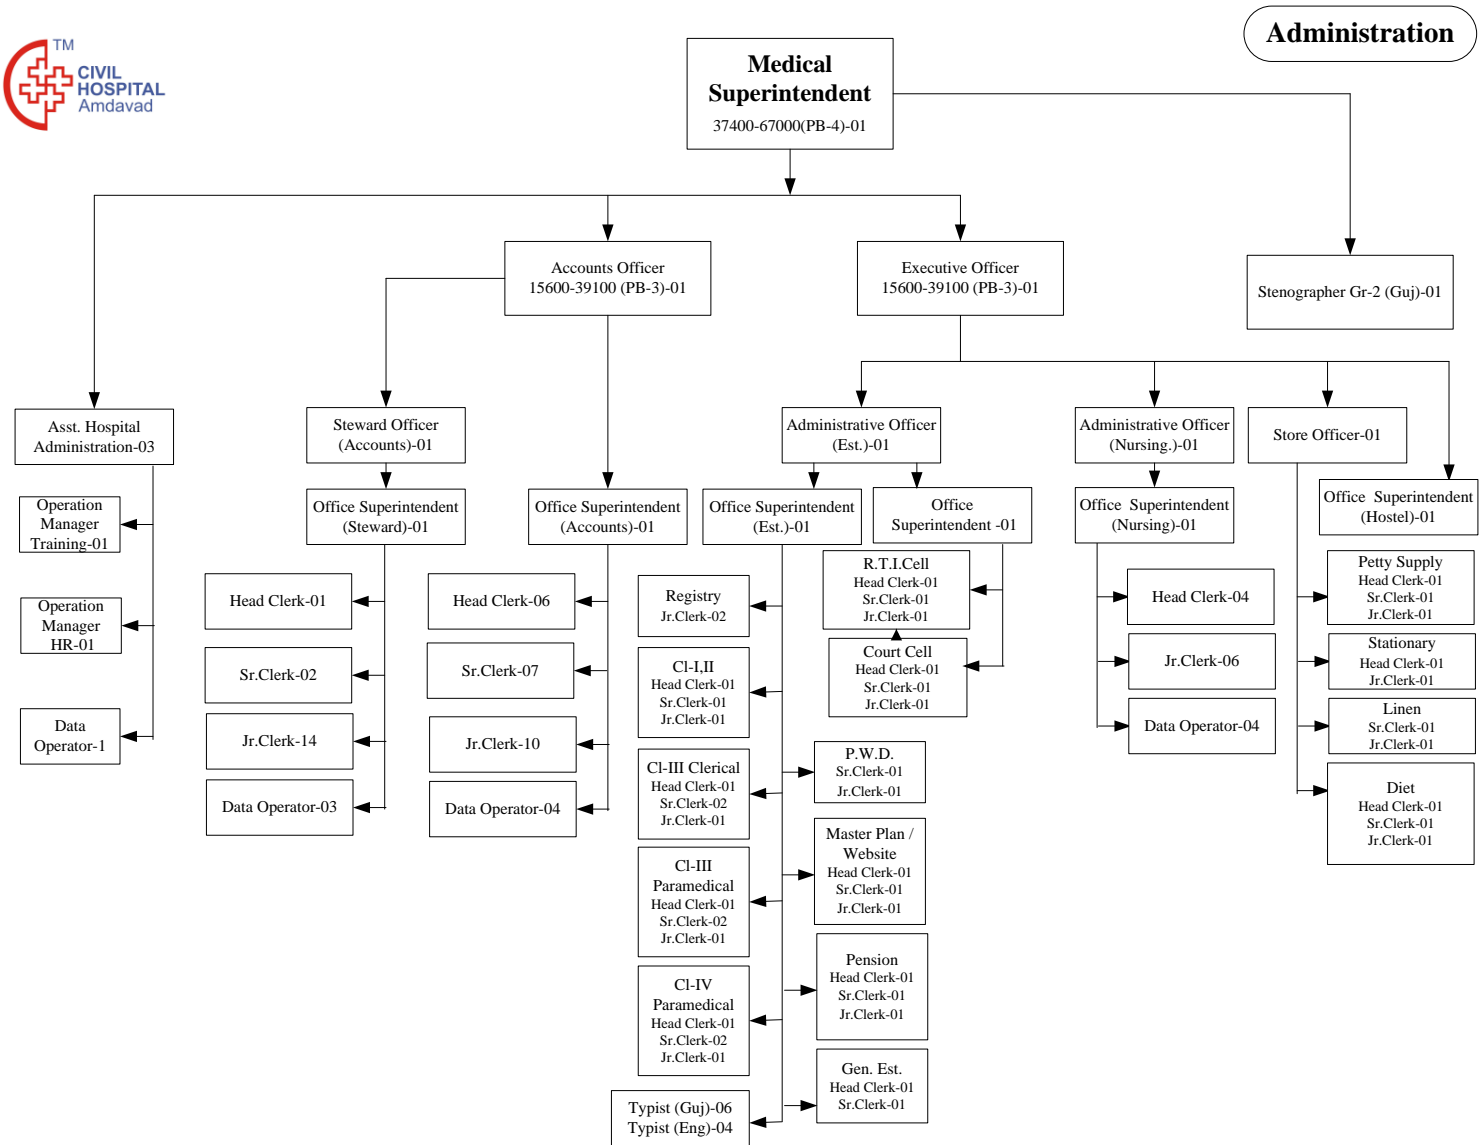 Administration
TM
CIVIL
HOSPITAL
Amdavad
Medical
Superintendent
37400-67000(PB-4)-01
Accounts Officer
15600-39100 (PB-3)-01
Executive Officer
15600-39100 (PB-3)-01
Stenographer Gr-2 (Guj)-01
Asst. Hospital
Administration-03
Steward Officer
(Accounts)-01
Administrative Officer
(Est.)-01
Administrative Officer
(Nursing.)-01
Store Officer-01
Operation
Manager
Training-01
Operation
Manager
HR-01
Data
Operator-1
Office Superintendent
(Steward)-01
Head Clerk-01
Sr.Clerk-02
Jr.Clerk-14
Data Operator-03
Office Superintendent
(Accounts)-01
Head Clerk-06
Sr.Clerk-07
Jr.Clerk-10
Data Operator-04
Office Superintendent
(Est.)-01
Registry
Jr.Clerk-02
Cl-I,II
Head Clerk-01
Sr.Clerk-01
Jr.Clerk-01
Cl-III Clerical
Head Clerk-01
Sr.Clerk-02
Jr.Clerk-01
Cl-III
Paramedical
Head Clerk-01
Sr.Clerk-02
Jr.Clerk-01
Cl-IV
Paramedical
Head Clerk-01
Sr.Clerk-02
Jr.Clerk-01
Typist (Guj)-06
Typist (Eng)-04
Office
Superintendent -01
R.T.I.Cell
Head Clerk-01
Sr.Clerk-01
Jr.Clerk-01
Court Cell
Head Clerk-01
Sr.Clerk-01
Jr.Clerk-01
P.W.D.
Sr.Clerk-01
Jr.Clerk-01
Master Plan /
Website
Head Clerk-01
Sr.Clerk-01
Jr.Clerk-01
Pension
Head Clerk-01
Sr.Clerk-01
Jr.Clerk-01
Gen. Est.
Head Clerk-01
Sr.Clerk-01
Office  Superintendent
(Nursing)-01
Head Clerk-04
Jr.Clerk-06
Data Operator-04
Office  Superintendent
(Hostel)-01
Petty Supply
Head Clerk-01
Sr.Clerk-01
Jr.Clerk-01
Stationary
Head Clerk-01
Jr.Clerk-01
Linen
Sr.Clerk-01
Jr.Clerk-01
Diet
Head Clerk-01
Sr.Clerk-01
Jr.Clerk-01